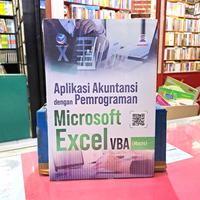 Aplikasi Akuntansi
dengan Pemrograman
Microsoft
Excel VBA (Macro)